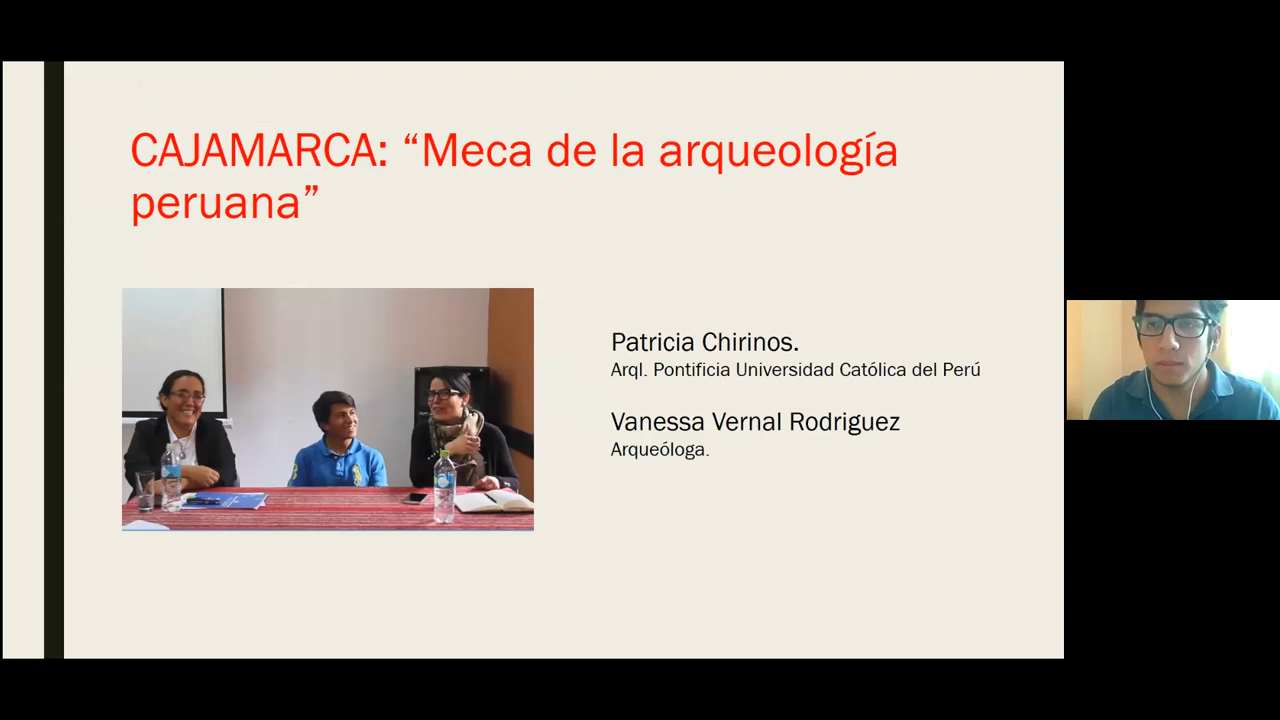 CAJAMARCA: “Meca de la arqueología
peruana”
Patricia Chirinos.
Arql. Pontificia Universidad Católica del Perú
Vanessa Vernal Rodriguez
Arqueóloga.